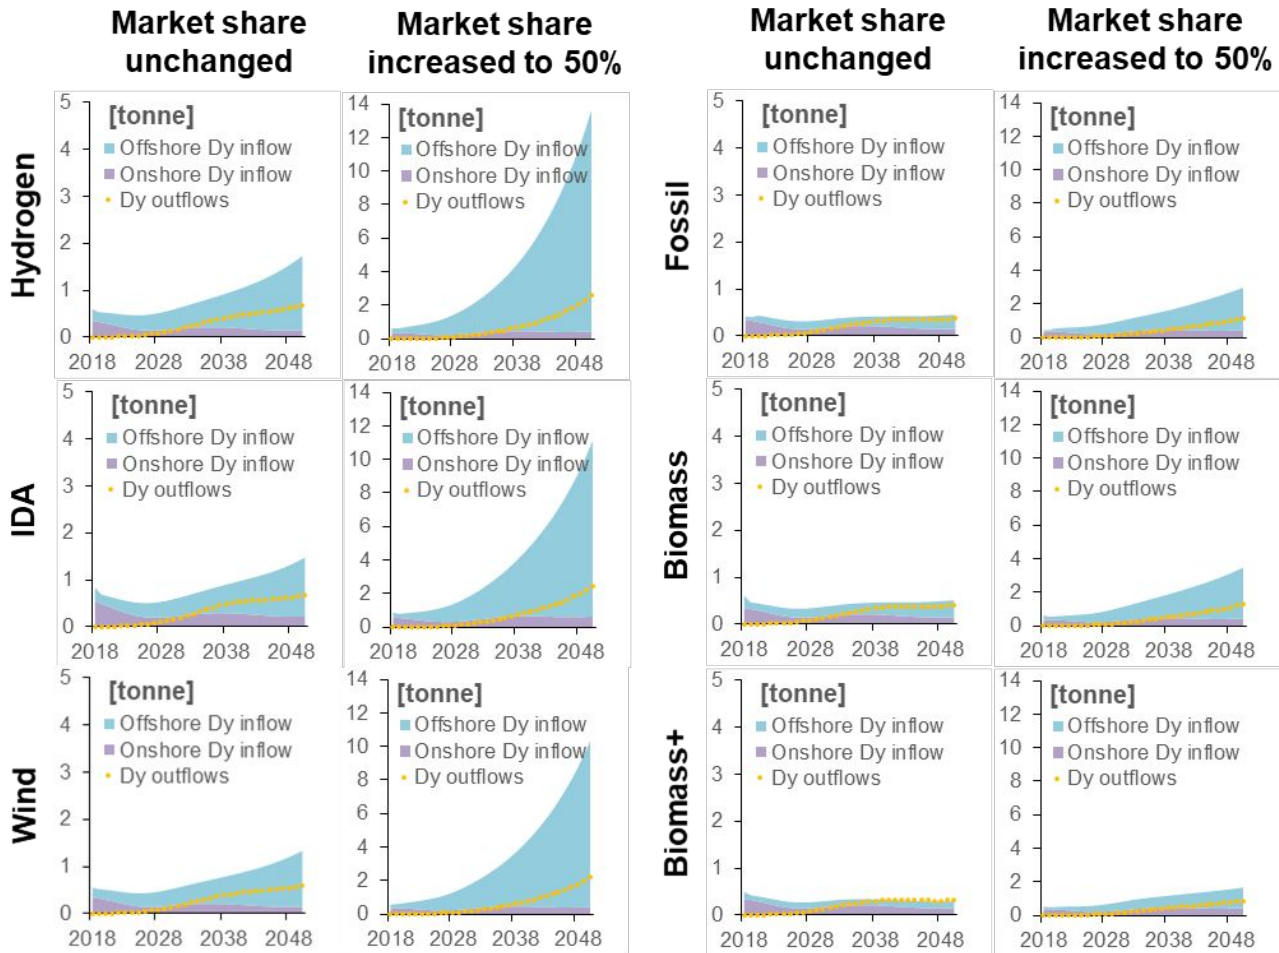 Market share
unchanged
Market share
increased to 50%
Market share
unchanged
Market share
increased to 50%
Hydrogen
[tonne]
Offshore Dy inflow
Onshore Dy inflow
Dy outflows
5
4
3
2
1
0
2018 2028 2038 2048
[tonne]
Offshore Dy inflow
Onshore Dy inflow
Dy outflows
14
12
10
8
6
4
2
0
2018 2028 2038 2048
Fossil
[tonne]
Offshore Dy inflow
Onshore Dy inflow
Dy outflows
5
4
3
2
1
0
2018 2028 2038 2048
[tonne]
Offshore Dy inflow
Onshore Dy inflow
Dy outflows
14
12
10
8
6
4
2
0
2018 2028 2038 2048
IDA
[tonne]
Offshore Dy inflow
Onshore Dy inflow
Dy outflows
5
4
3
2
1
0
2018 2028 2038 2048
[tonne]
Offshore Dy inflow
Onshore Dy inflow
Dy outflows
14
12
10
8
6
4
2
0
2018 2028 2038 2048
Biomass
[tonne]
Offshore Dy inflow
Onshore Dy inflow
Dy outflows
5
4
3
2
1
0
2018 2028 2038 2048
[tonne]
Offshore Dy inflow
Onshore Dy inflow
Dy outflows
14
12
10
8
6
4
2
0
2018 2028 2038 2048
Wind
[tonne]
Offshore Dy inflow
Onshore Dy inflow
Dy outflows
5
4
3
2
1
0
2018 2028 2038 2048
[tonne]
Offshore Dy inflow
Onshore Dy inflow
Dy outflows
14
12
10
8
6
4
2
0
2018 2028 2038 2048
Biomass+
[tonne]
Offshore Dy inflow
Onshore Dy inflow
Dy outflows
5
4
3
2
1
0
2018 2028 2038 2048
[tonne]
Offshore Dy inflow
Onshore Dy inflow
Dy outflows
14
12
10
8
6
4
2
0
2018 2028 2038 2048